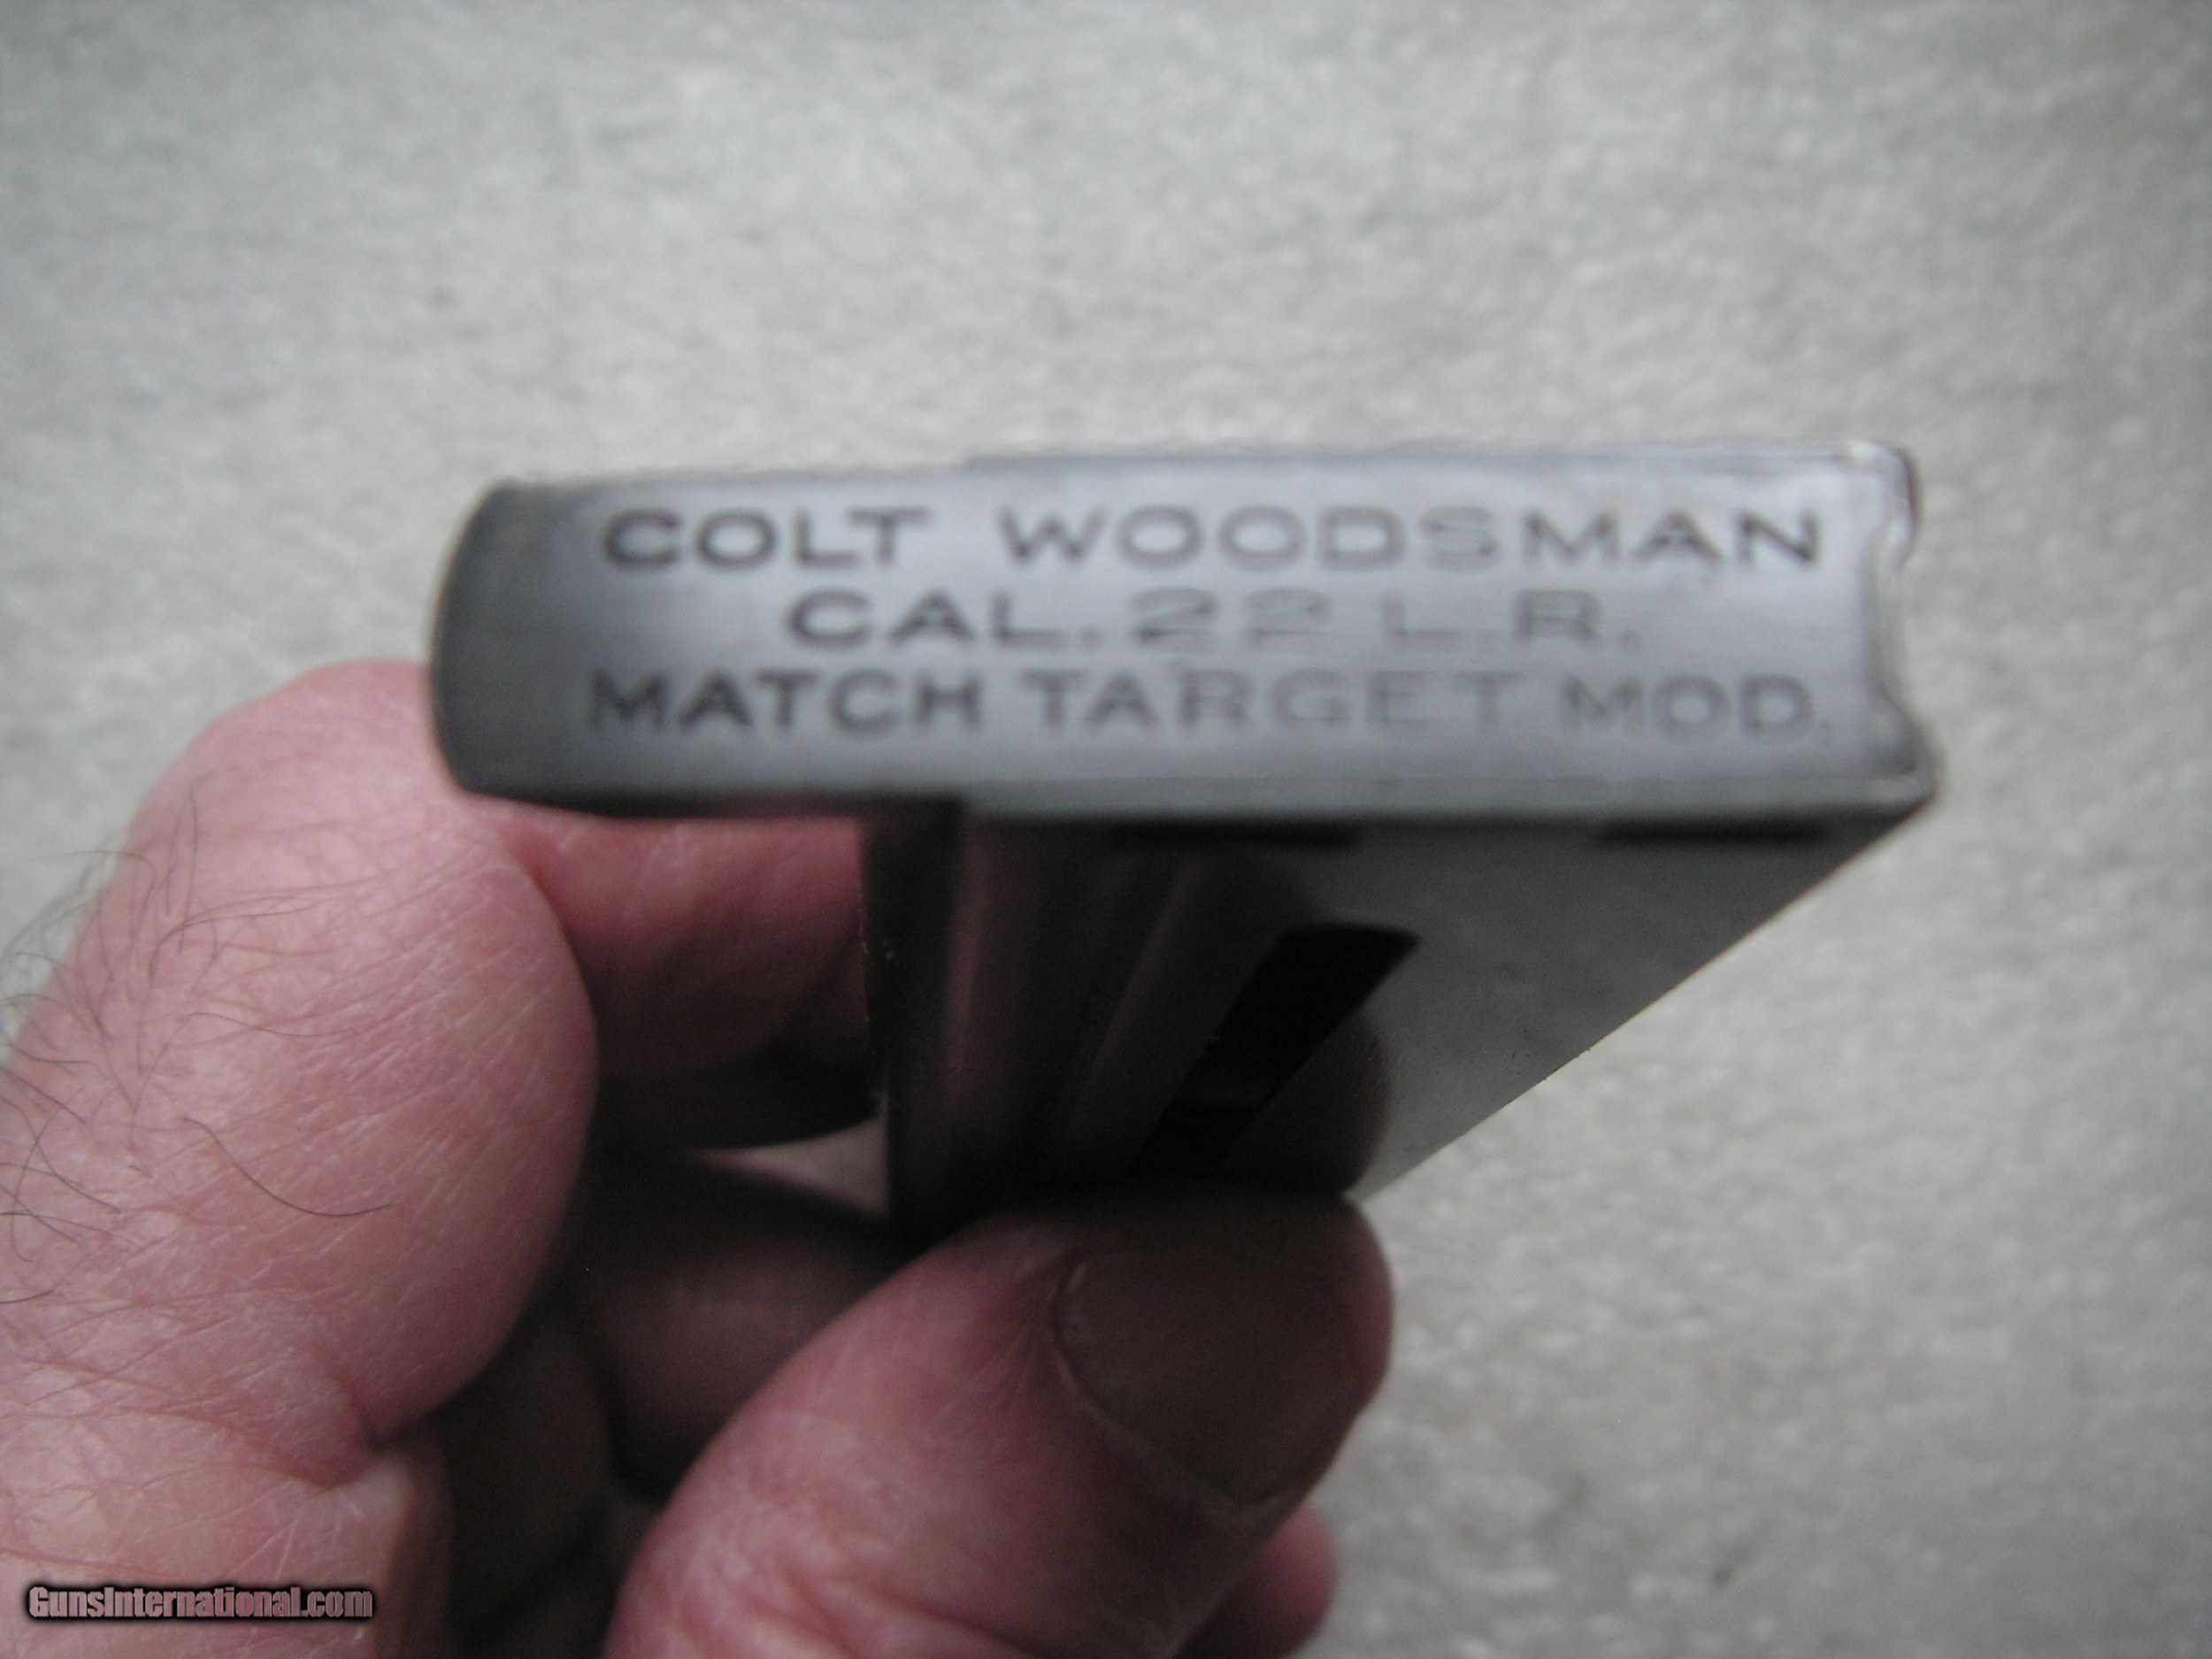 COLT WOODSMAN
CAL. 22 L.R.
MATCH TARGET MOD.
GunsInternational.com